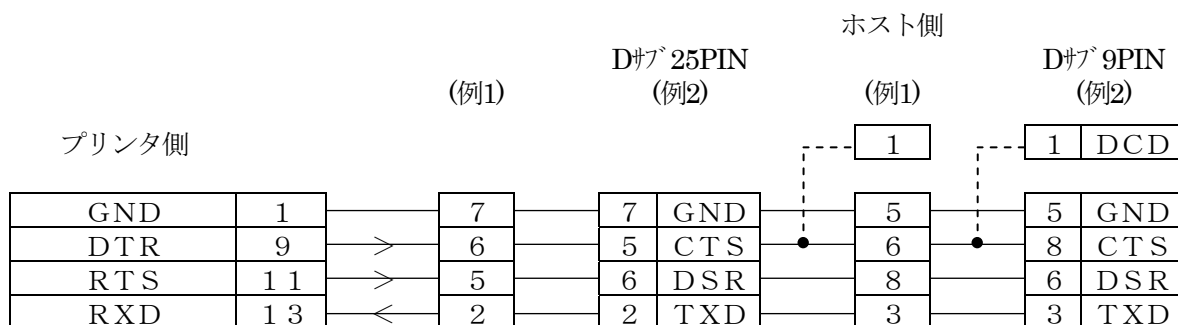 ホスト側
Dｻﾌﾞ25PIN Dｻﾌﾞ9PIN
(例1) (例2) (例1) (例2)
プリンタ側 1 1 DCD
GND 1 7 7 GND 5 5 GND
DTR 9 6 5 CTS 6 8 CTS
RTS 11 5 6 DSR 8 6 DSR
RXD 13 2 2 TXD 3 3 TXD